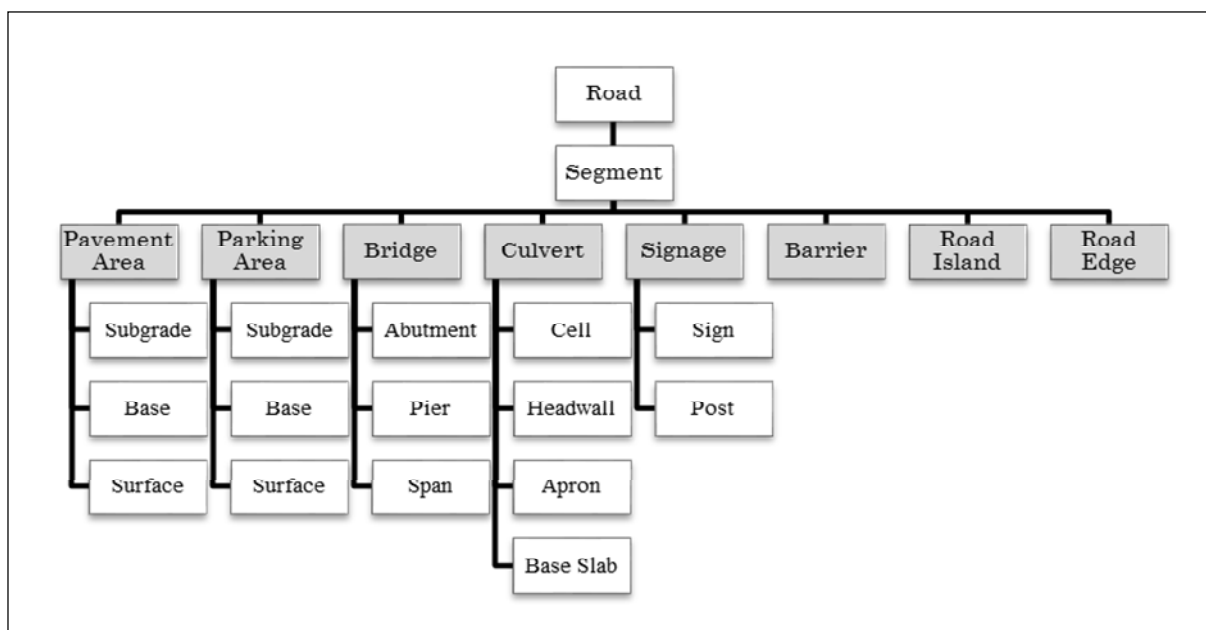 Road
Segment
Pavement
Area
Parking
Area
Bridge
Culvert
Signage
Barrier
Road
Island
Road
Edge
Subgrade
Subgrade
Abutment
Cell
Sign
Base
Base
Pier
Headwall
Post
Surface
Surface
Span
Apron
Base Slab